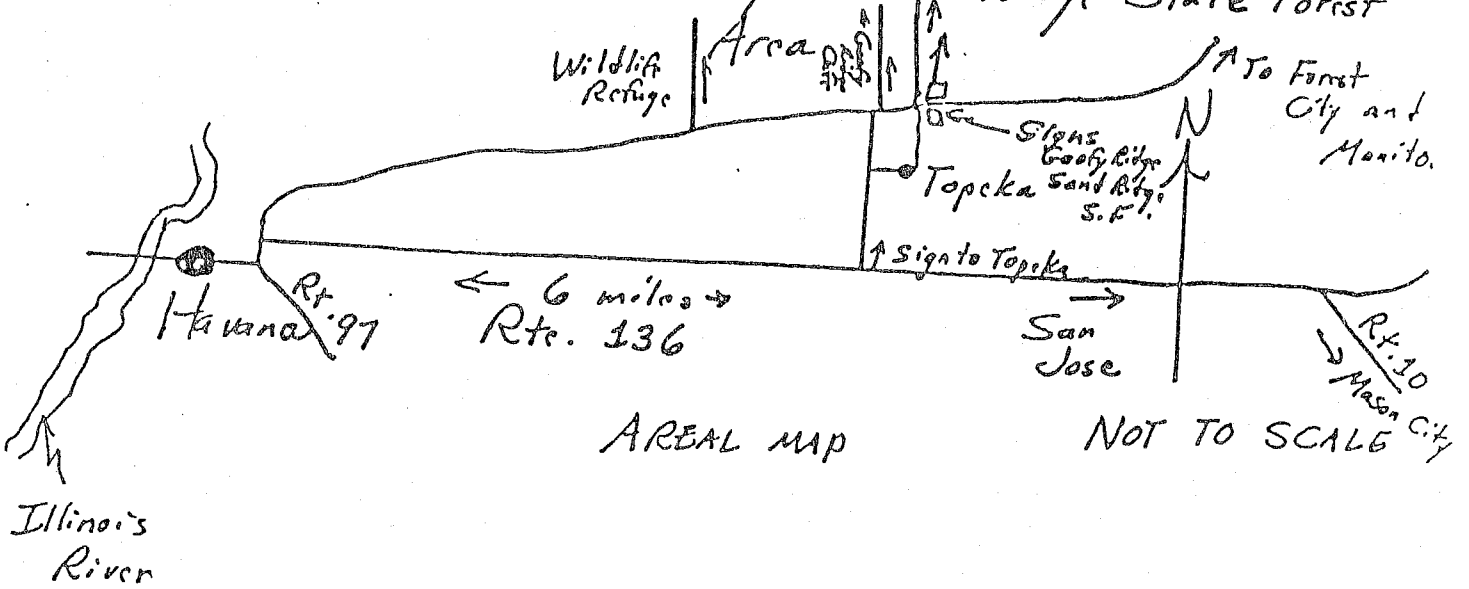 State Forest
Area
Wildlife
Refuge
To Forest
City and
Manito.
N
Signs
Goofy Ridge
Sand Ridge
S.F.
Topeka
Sign to Topeka
Havana
Rt. 97
← 6 miles →
Rte. 136
San
Jose
Rt. 10
Mason City
AREAL MAP
NOT TO SCALE
Illinois
River